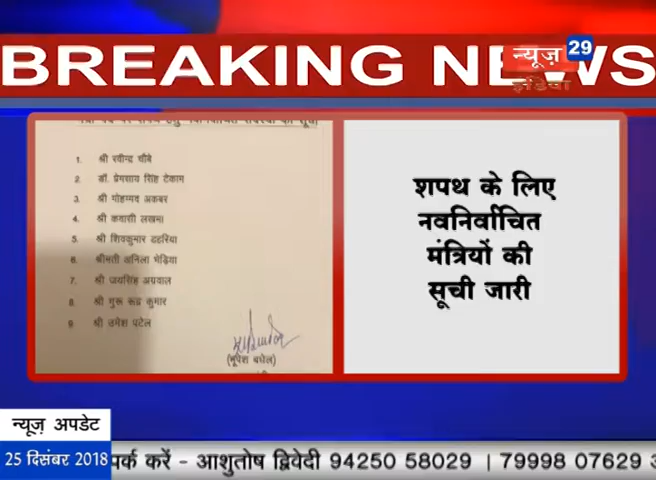 BREAKING NEWS
न्यूज़ 29
इंडिया
1. श्री रवीन्द्र चौबे
2. डॉ. प्रेमसाय सिंह टेकाम
3. श्री मोहम्मद अकबर
4. श्री कवासी लखमा
5. श्री शिवकुमार डहरिया
6. श्रीमती अनिला भेड़िया
7. श्री जयसिंह अग्रवाल
8. श्री गुरू रूद्र कुमार
9. श्री उमेश पटेल
(भूपेश बघेल)
शपथ के लिए
नवनिर्वाचित
मंत्रियों की
सूची जारी
न्यूज़ अपडेट
25 दिसंबर 2018
पर्क करें - आशुतोष द्विवेदी 94250 58029 | 79998 07629